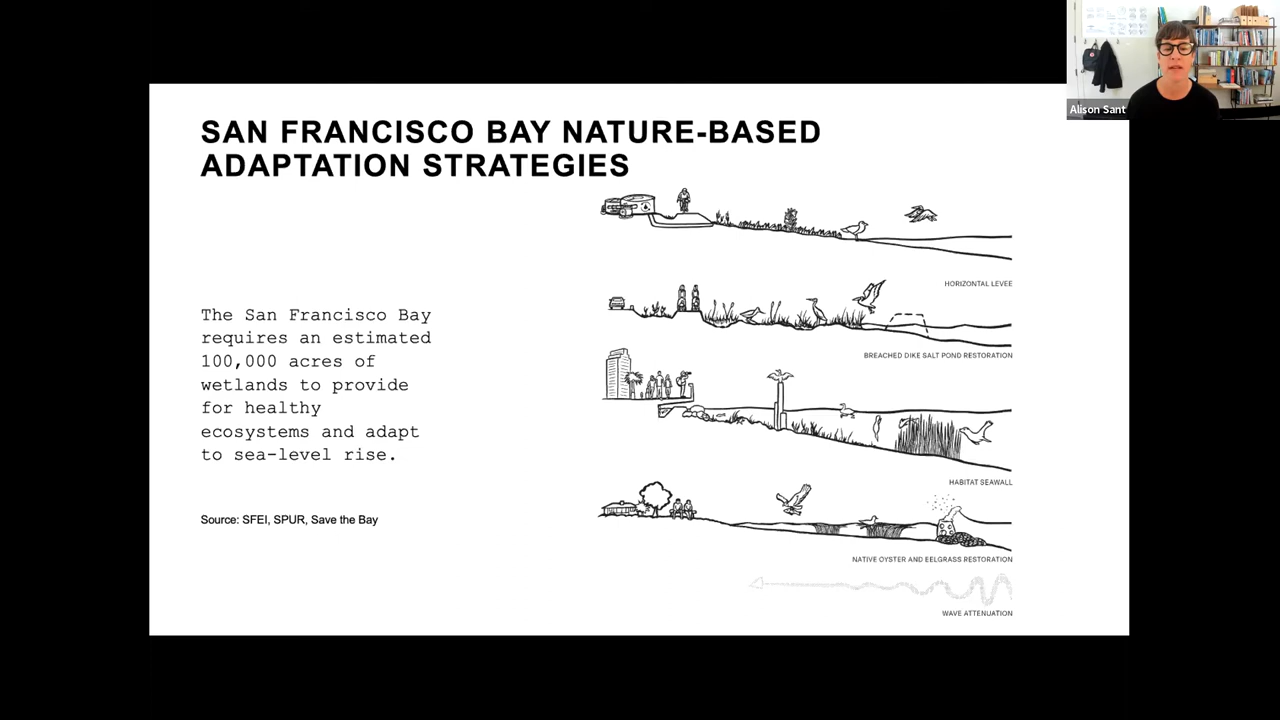 Alison Sant
SAN FRANCISCO BAY NATURE-BASED
ADAPTATION STRATEGIES
The San Francisco Bay
requires an estimated
100,000 acres of
wetlands to provide
for healthy
ecosystems and adapt
to sea-level rise.
Source: SFEI, SPUR, Save the Bay
HORIZONTAL LEVEE
BREACHED DIKE SALT POND RESTORATION
HABITAT SEAWALL
NATIVE OYSTER AND EELGRASS RESTORATION
WAVE ATTENUATION